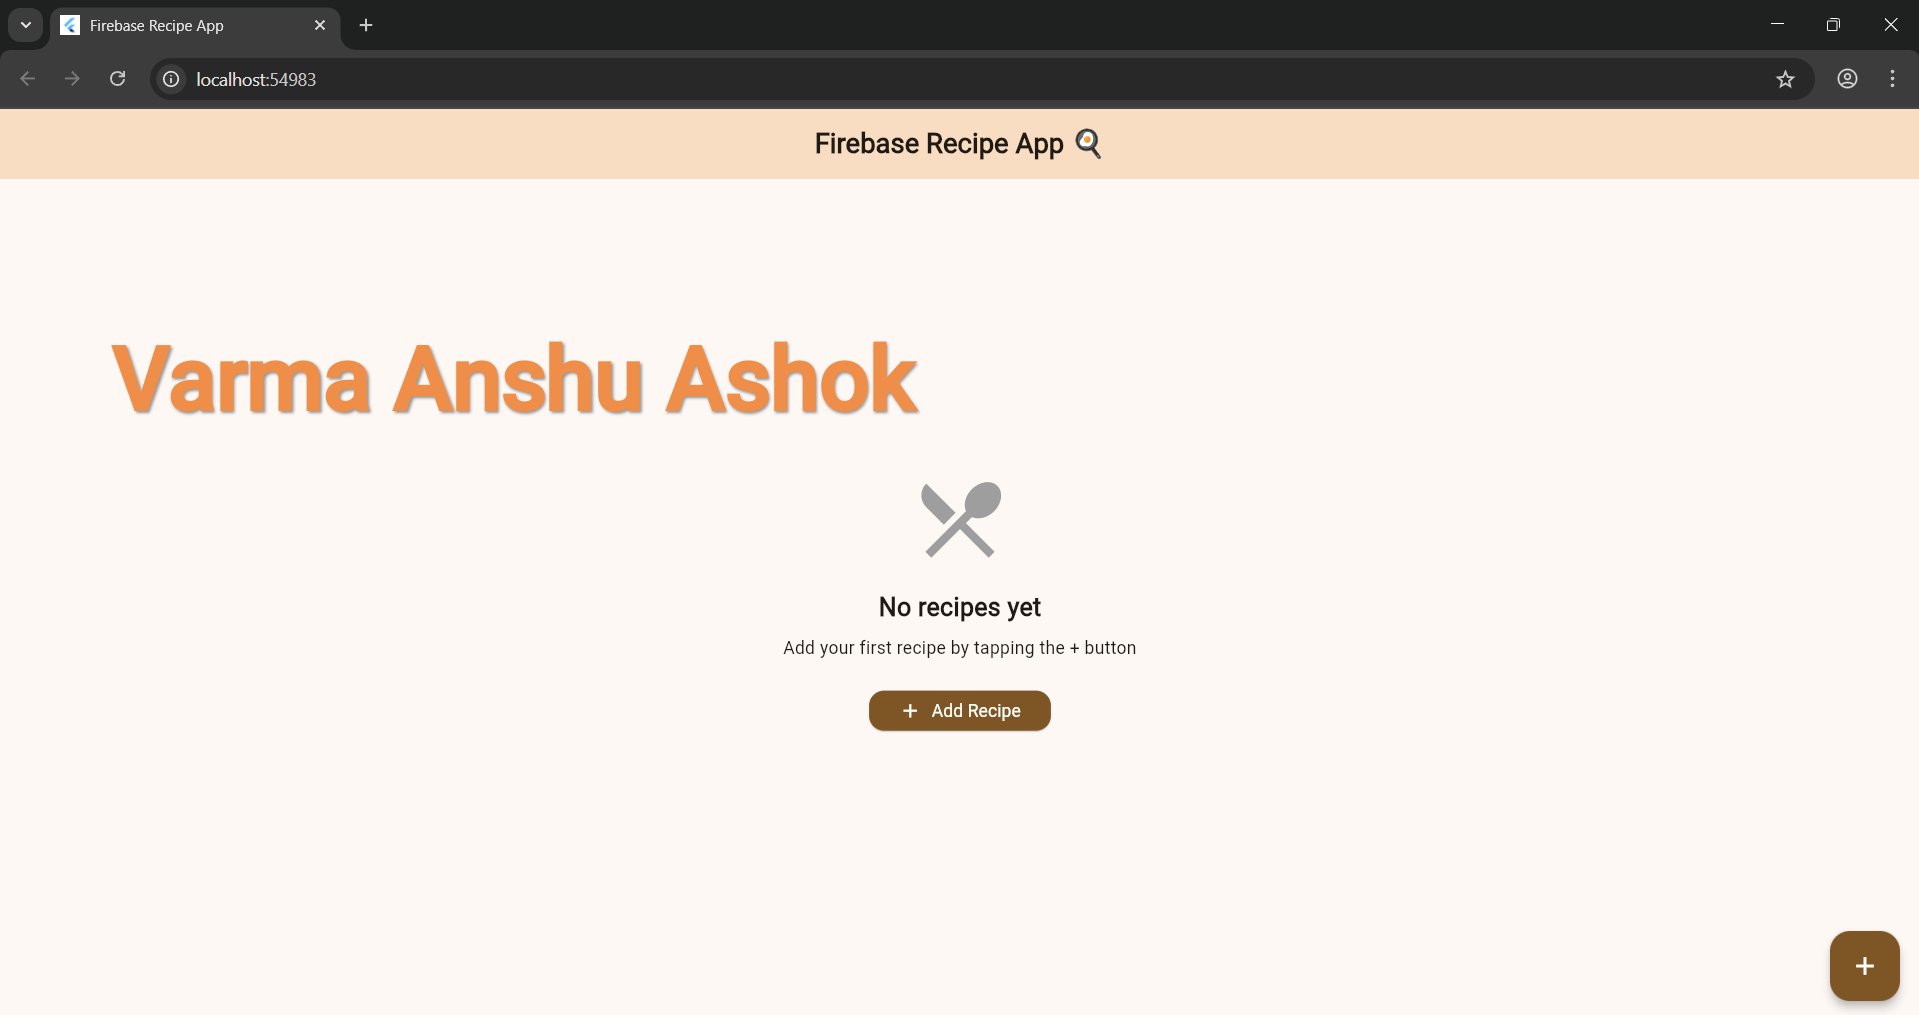 Firebase Recipe App
localhost:54983
Firebase Recipe App 🍳
Varma Anshu Ashok
No recipes yet
Add your first recipe by tapping the + button
+ Add Recipe
+